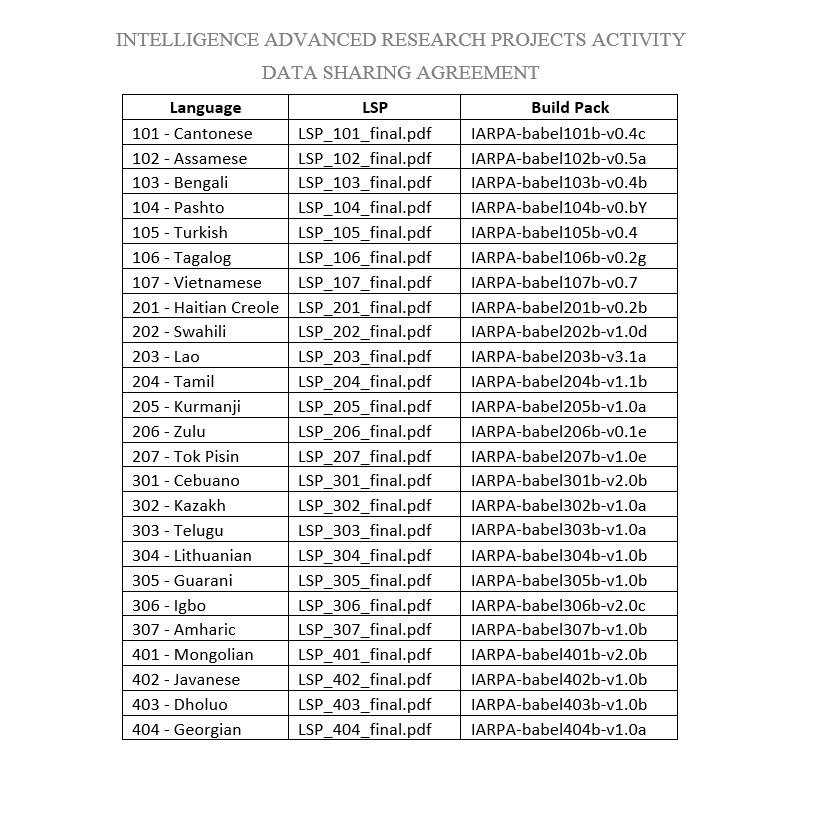 INTELLIGENCE ADVANCED RESEARCH PROJECTS ACTIVITY
DATA SHARING AGREEMENT
Language LSP Build Pack
101 - Cantonese LSP_101_final.pdf IARPA-babel101b-v0.4c
102 - Assamese LSP_102_final.pdf IARPA-babel102b-v0.5a
103 - Bengali LSP_103_final.pdf IARPA-babel103b-v0.4b
104 - Pashto LSP_104_final.pdf IARPA-babel104b-v0.bY
105 - Turkish LSP_105_final.pdf IARPA-babel105b-v0.4
106 - Tagalog LSP_106_final.pdf IARPA-babel106b-v0.2g
107 - Vietnamese LSP_107_final.pdf IARPA-babel107b-v0.7
201 - Haitian Creole LSP_201_final.pdf IARPA-babel201b-v0.2b
202 - Swahili LSP_202_final.pdf IARPA-babel202b-v1.0d
203 - Lao LSP_203_final.pdf IARPA-babel203b-v3.1a
204 - Tamil LSP_204_final.pdf IARPA-babel204b-v1.1b
205 - Kurmanji LSP_205_final.pdf IARPA-babel205b-v1.0a
206 - Zulu LSP_206_final.pdf IARPA-babel206b-v0.1e
207 - Tok Pisin LSP_207_final.pdf IARPA-babel207b-v1.0e
301 - Cebuano LSP_301_final.pdf IARPA-babel301b-v2.0b
302 - Kazakh LSP_302_final.pdf IARPA-babel302b-v1.0a
303 - Telugu LSP_303_final.pdf IARPA-babel303b-v1.0a
304 - Lithuanian LSP_304_final.pdf IARPA-babel304b-v1.0b
305 - Guarani LSP_305_final.pdf IARPA-babel305b-v1.0b
306 - Igbo LSP_306_final.pdf IARPA-babel306b-v2.0c
307 - Amharic LSP_307_final.pdf IARPA-babel307b-v1.0b
401 - Mongolian LSP_401_final.pdf IARPA-babel401b-v2.0b
402 - Javanese LSP_402_final.pdf IARPA-babel402b-v1.0b
403 - Dholuo LSP_403_final.pdf IARPA-babel403b-v1.0b
404 - Georgian LSP_404_final.pdf IARPA-babel404b-v1.0a